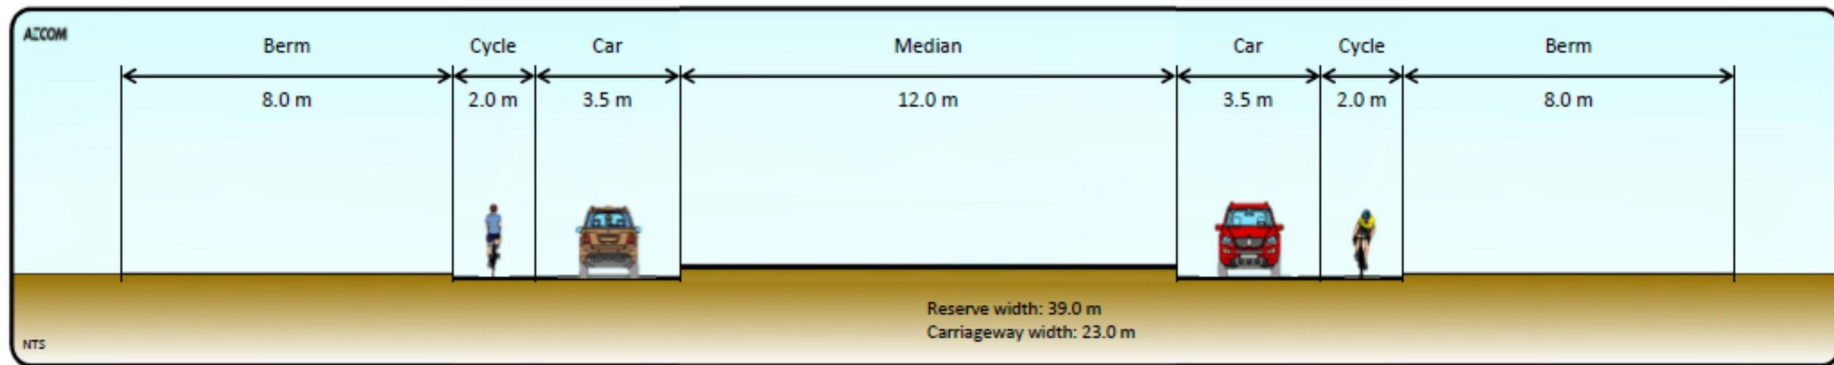 AECOM
Berm Cycle Car Median Car Cycle Berm
8.0 m 2.0 m 3.5 m 12.0 m 3.5 m 2.0 m 8.0 m
Reserve width: 39.0 m
Carriageway width: 23.0 m
NTS